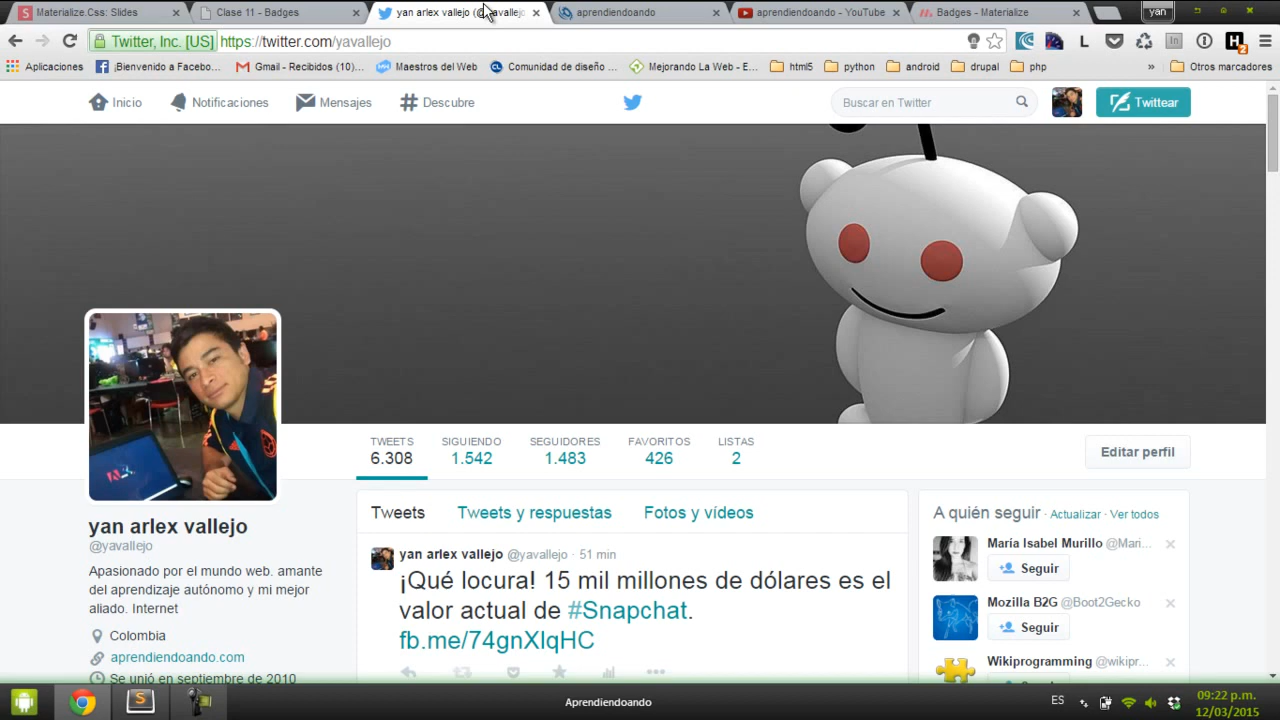 Materialize.Css: Slides
Clase 11 - Badges
yan arlex vallejo (@yavallejo
aprendiendoando
aprendiendoando - YouTube
Badges - Materialize
yan
Twitter, Inc. [US] https://twitter.com/yavallejo
Aplicaciones
¡Bienvenido a Facebo...
Gmail - Recibidos (10)...
Maestros del Web
Comunidad de diseño ...
Mejorando La Web - E...
html5
python
android
drupal
php
» Otros marcadores
Inicio
Notificaciones
Mensajes
Descubre
Buscar en Twitter
Twittear
TWEETS SIGUIENDO SEGUIDORES FAVORITOS LISTAS
6.308 1.542 1.483 426 2
Editar perfil
yan arlex vallejo
@yavallejo
Apasionado por el mundo web. amante
del aprendizaje autónomo y mi mejor
aliado. Internet
Colombia
aprendiendoando.com
Se unió en septiembre de 2010
Tweets Tweets y respuestas Fotos y vídeos
yan arlex vallejo @yavallejo · 51 min
¡Qué locura! 15 mil millones de dólares es el
valor actual de #Snapchat.
fb.me/74gnXlqHC
A quién seguir · Actualizar · Ver todos
María Isabel Murillo @Mari...
Seguir
Mozilla B2G @Boot2Gecko
Seguir
Wikiprogramming @wikipr...
Aprendiendoando
ES
09:22 p.m.
12/03/2015